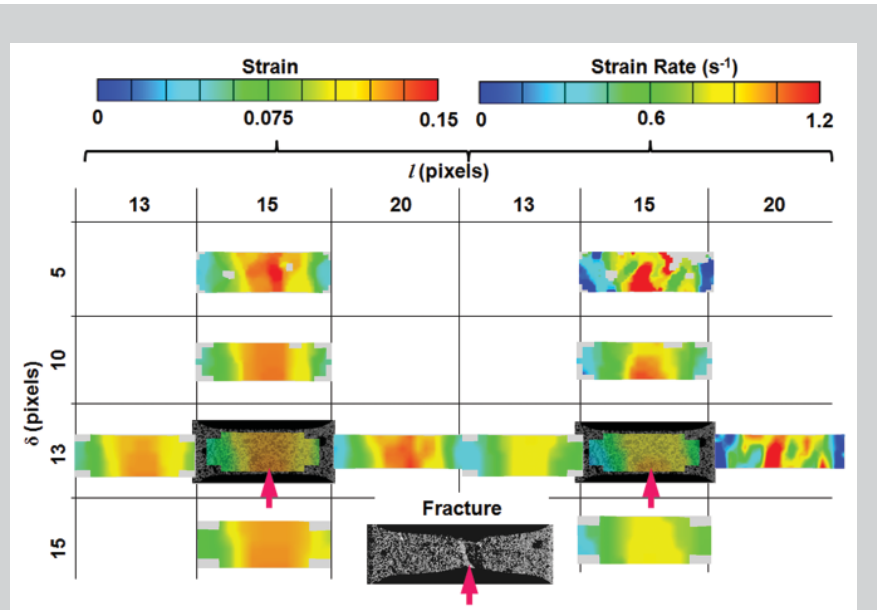 Strain
Strain Rate (s⁻¹)
0 0.075 0.15 0 0.6 1.2
l (pixels)
13 15 20 13 15 20
δ (pixels)
5
10
13
15
Fracture